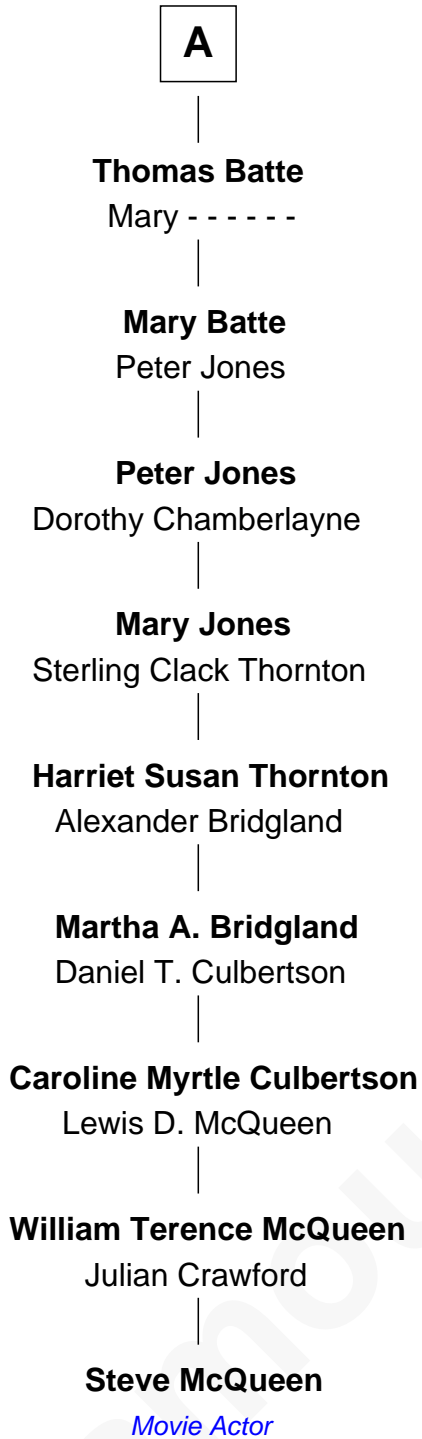 A
Thomas Batte
Mary - - - - - -
Mary Batte
Peter Jones
Peter Jones
Dorothy Chamberlayne
Mary Jones
Sterling Clack Thornton
Harriet Susan Thornton
Alexander Bridgland
Martha A. Bridgland
Daniel T. Culbertson
Caroline Myrtle Culbertson
Lewis D. McQueen
William Terence McQueen
Julian Crawford
Steve McQueen
Movie Actor